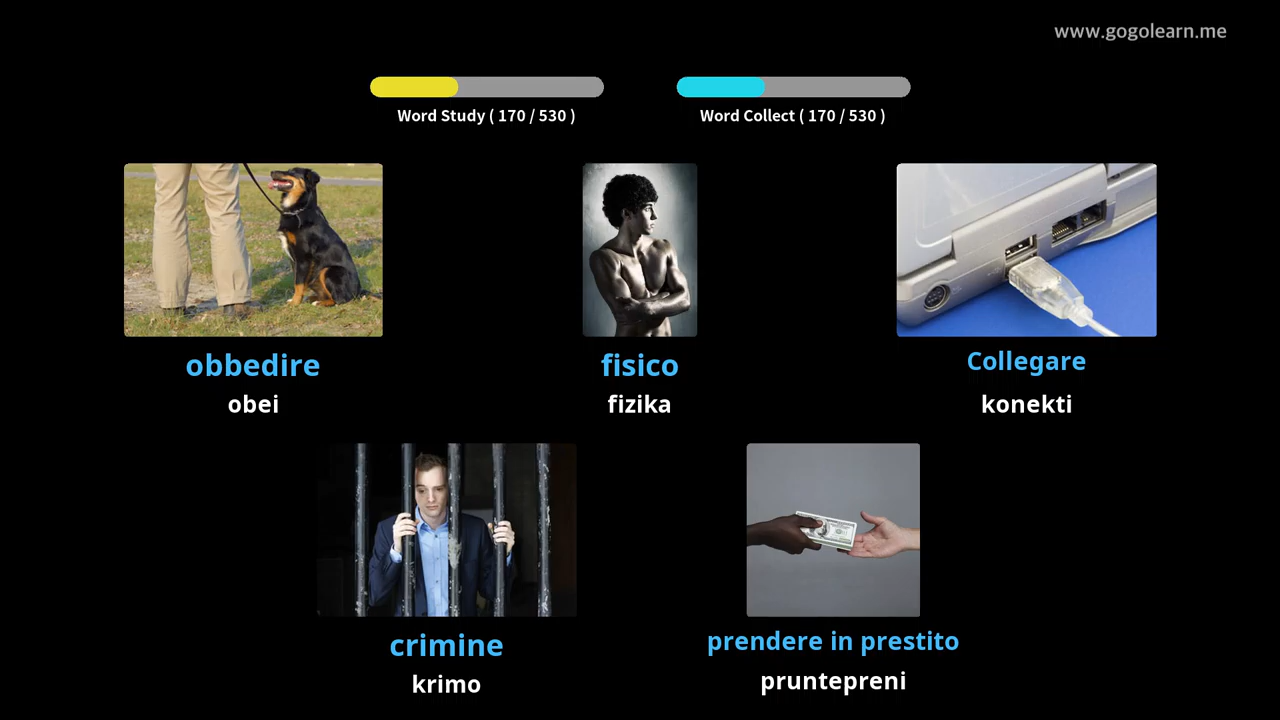 www.gogolearn.me
Word Study ( 170 / 530 )
Word Collect ( 170 / 530 )
obbedire
obei
fisico
fizika
Collegare
konekti
crimine
krimo
prendere in prestito
pruntepreni